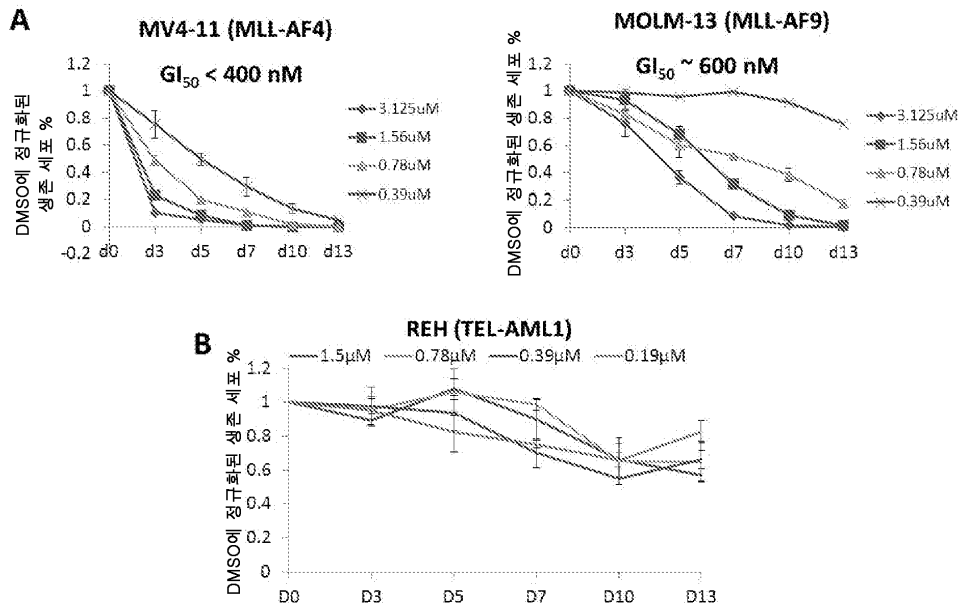 A
MV4-11 (MLL-AF4)
GI50 < 400 nM
DMSO에 정규화된
생존 세포 %
1.2
1
0.8
0.6
0.4
0.2
0
-0.2
d0 d3 d5 d7 d10 d13
3.125uM
1.56uM
0.78uM
0.39uM
MOLM-13 (MLL-AF9)
GI50 ~ 600 nM
DMSO에 정규화된 생존 세포 %
1.2
1
0.8
0.6
0.4
0.2
0
d0 d3 d5 d7 d10 d13
3.125uM
1.56uM
0.78uM
0.39uM
B
REH (TEL-AML1)
1.5µM 0.78µM 0.39µM 0.19µM
DMSO에 정규화된 생존 세포 %
1.2
1
0.8
0.6
0.4
0.2
0
D0 D3 D5 D7 D10 D13